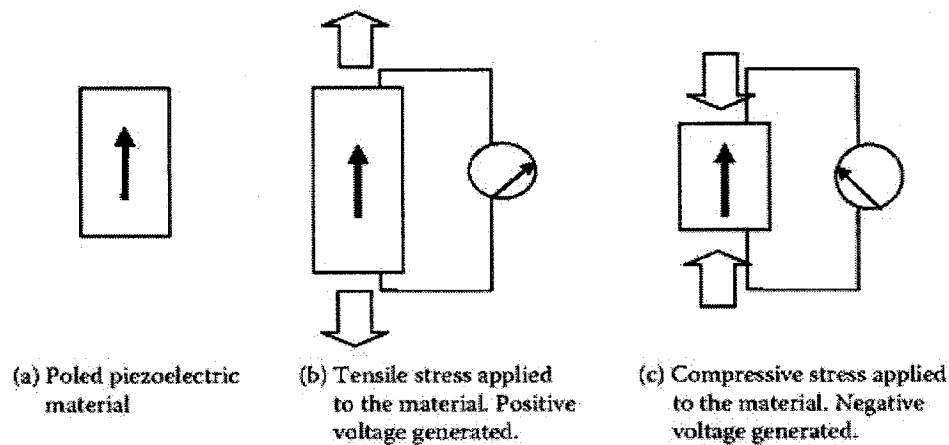 (a) Poled piezoelectric
material
(b) Tensile stress applied
to the material. Positive
voltage generated.
(c) Compressive stress applied
to the material. Negative
voltage generated.